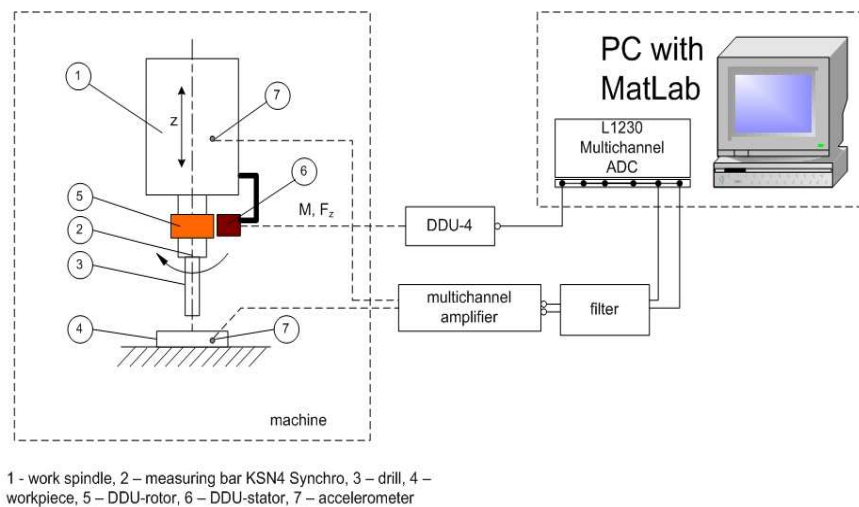 PC with
MatLab
1
7
z
L1230
Multichannel
ADC
6
5
M, Fz
2
DDU-4
3
multichannel
amplifier
filter
4
7
machine
1 - work spindle, 2 – measuring bar KSN4 Synchro, 3 – drill, 4 –
workpiece, 5 – DDU-rotor, 6 – DDU-stator, 7 – accelerometer